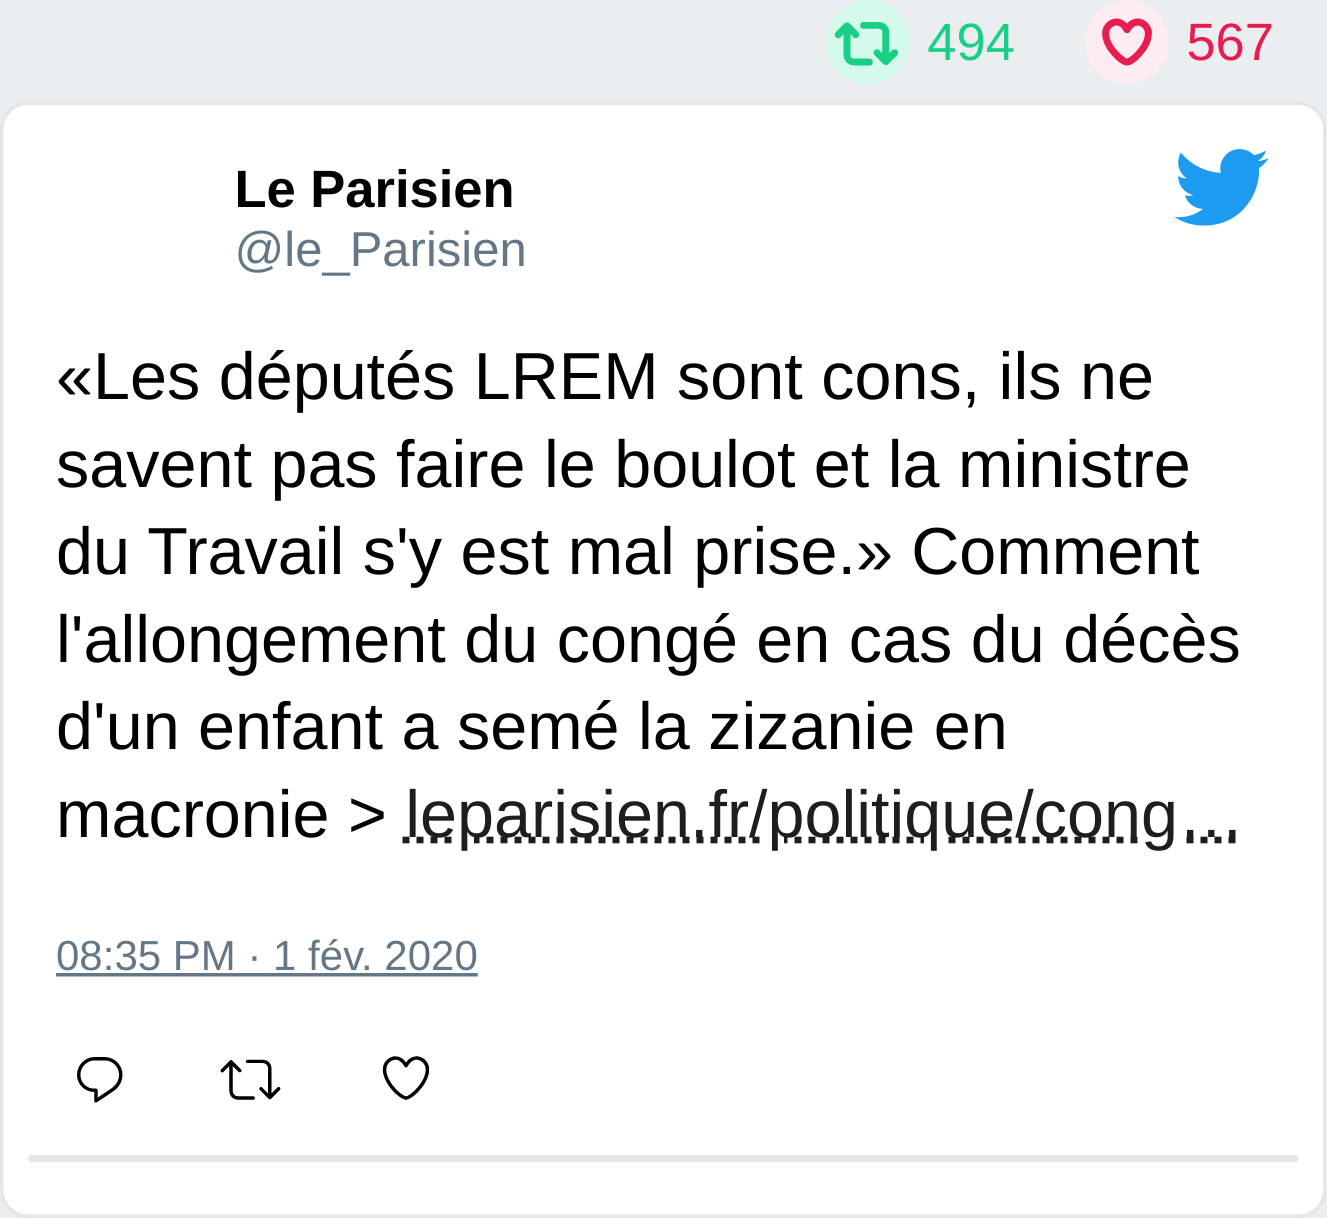 494 567
Le Parisien
@le_Parisien
«Les députés LREM sont cons, ils ne
savent pas faire le boulot et la ministre
du Travail s'y est mal prise.» Comment
l'allongement du congé en cas du décès
d'un enfant a semé la zizanie en
macronie > leparisien.fr/politique/cong…
08:35 PM · 1 fév. 2020